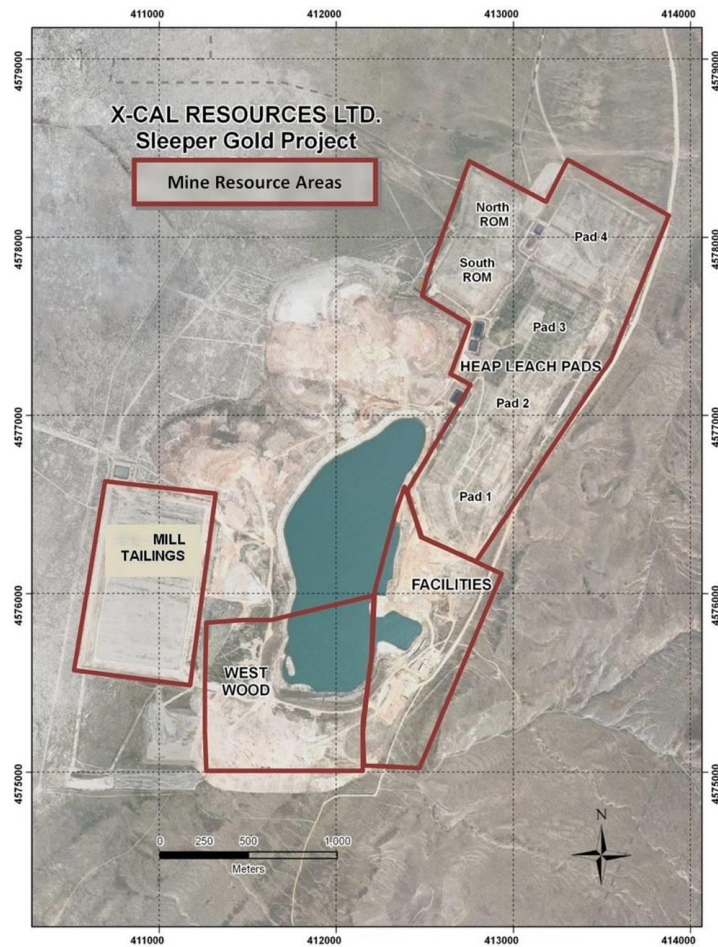 411000 412000 413000 414000
4579000 4579000
X-CAL RESOURCES LTD.
Sleeper Gold Project
Mine Resource Areas
North
ROM
South
ROM
Pad 4
4578000 4578000
Pad 3
HEAP LEACH PADS
Pad 2
4577000 4577000
Pad 1
MILL
TAILINGS
FACILITIES
4576000 4576000
WEST
WOOD
4575000 4575000
N
0 250 500 1,000
Meters
411000 412000 413000 414000